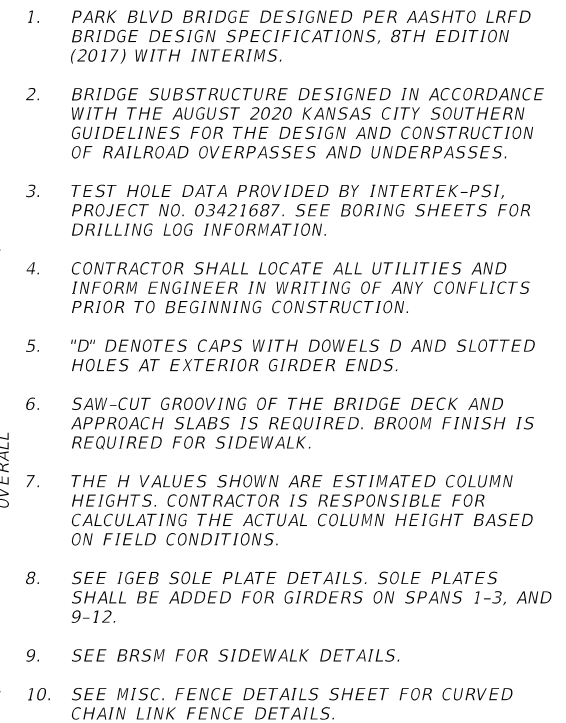 1. PARK BLVD BRIDGE DESIGNED PER AASHTO LRFD
BRIDGE DESIGN SPECIFICATIONS, 8TH EDITION
(2017) WITH INTERIMS.
2. BRIDGE SUBSTRUCTURE DESIGNED IN ACCORDANCE
WITH THE AUGUST 2020 KANSAS CITY SOUTHERN
GUIDELINES FOR THE DESIGN AND CONSTRUCTION
OF RAILROAD OVERPASSES AND UNDERPASSES.
3. TEST HOLE DATA PROVIDED BY INTERTEK-PSI,
PROJECT NO. 03421687. SEE BORING SHEETS FOR
DRILLING LOG INFORMATION.
4. CONTRACTOR SHALL LOCATE ALL UTILITIES AND
INFORM ENGINEER IN WRITING OF ANY CONFLICTS
PRIOR TO BEGINNING CONSTRUCTION.
5. "D" DENOTES CAPS WITH DOWELS D AND SLOTTED
HOLES AT EXTERIOR GIRDER ENDS.
6. SAW-CUT GROOVING OF THE BRIDGE DECK AND
APPROACH SLABS IS REQUIRED. BROOM FINISH IS
REQUIRED FOR SIDEWALK.
OVERALL
7. THE H VALUES SHOWN ARE ESTIMATED COLUMN
HEIGHTS. CONTRACTOR IS RESPONSIBLE FOR
CALCULATING THE ACTUAL COLUMN HEIGHT BASED
ON FIELD CONDITIONS.
8. SEE IGEB SOLE PLATE DETAILS. SOLE PLATES
SHALL BE ADDED FOR GIRDERS ON SPANS 1-3, AND
9-12.
9. SEE BRSM FOR SIDEWALK DETAILS.
10. SEE MISC. FENCE DETAILS SHEET FOR CURVED
CHAIN LINK FENCE DETAILS.